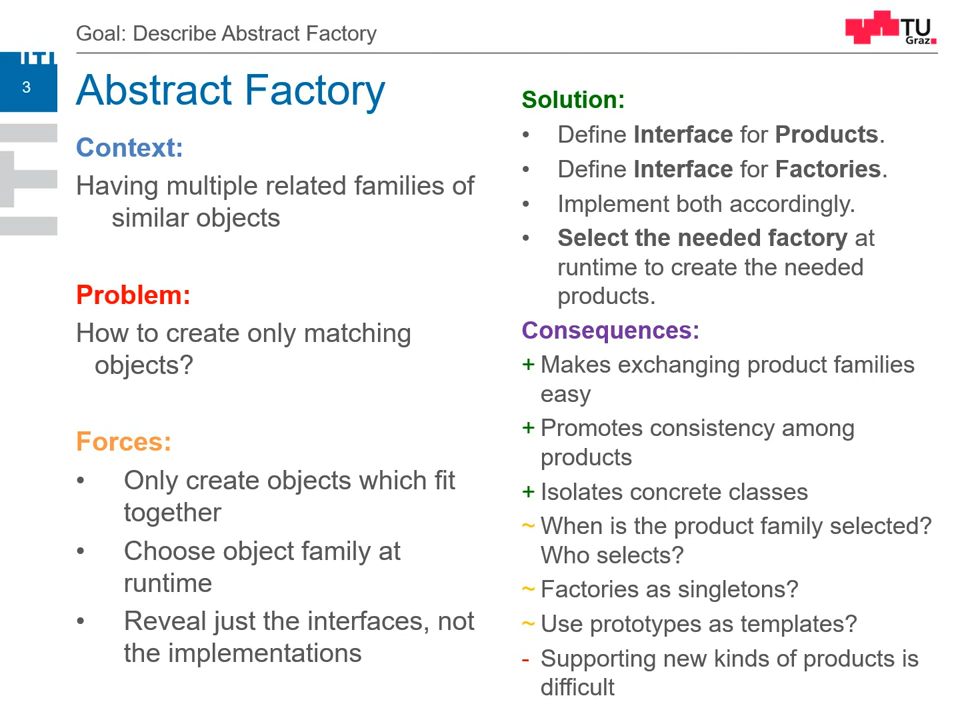 Goal: Describe Abstract Factory
TU
Graz
3
Abstract Factory
Context:
Having multiple related families of
similar objects
Problem:
How to create only matching
objects?
Forces:
• Only create objects which fit
together
• Choose object family at
runtime
• Reveal just the interfaces, not
the implementations
Solution:
• Define Interface for Products.
• Define Interface for Factories.
• Implement both accordingly.
• Select the needed factory at
runtime to create the needed
products.
Consequences:
+ Makes exchanging product families
easy
+ Promotes consistency among
products
+ Isolates concrete classes
~ When is the product family selected?
Who selects?
~ Factories as singletons?
~ Use prototypes as templates?
- Supporting new kinds of products is
difficult